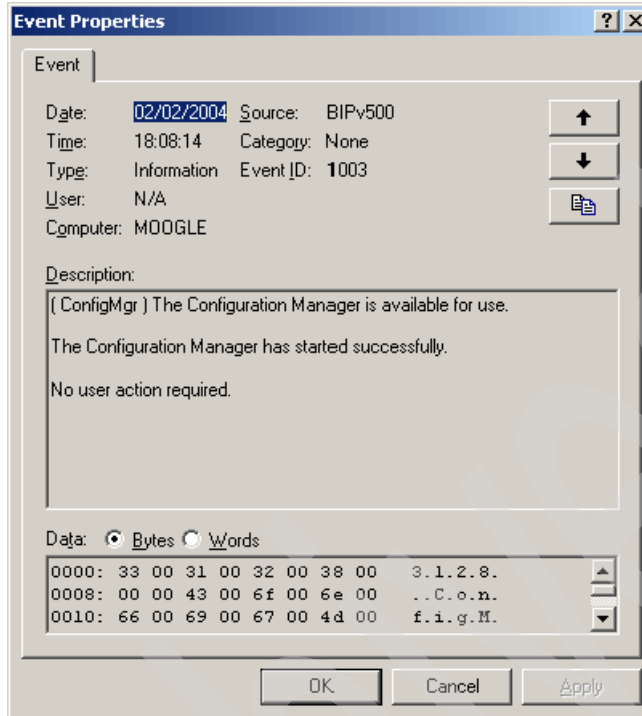 Event Properties
Event
Date: 02/02/2004 Source: BIPv500
Time: 18:08:14 Category: None
Type: Information Event ID: 1003
User: N/A
Computer: MOOGLE
Description:
( ConfigMgr ) The Configuration Manager is available for use.
The Configuration Manager has started successfully.
No user action required.
Data: Bytes Words
0000: 33 00 31 00 32 00 38 00 3.1.2.8.
0008: 00 00 43 00 6f 00 6e 00 ..C.o.n.
0010: 66 00 69 00 67 00 4d 00 f.i.g.M.
OK Cancel Apply